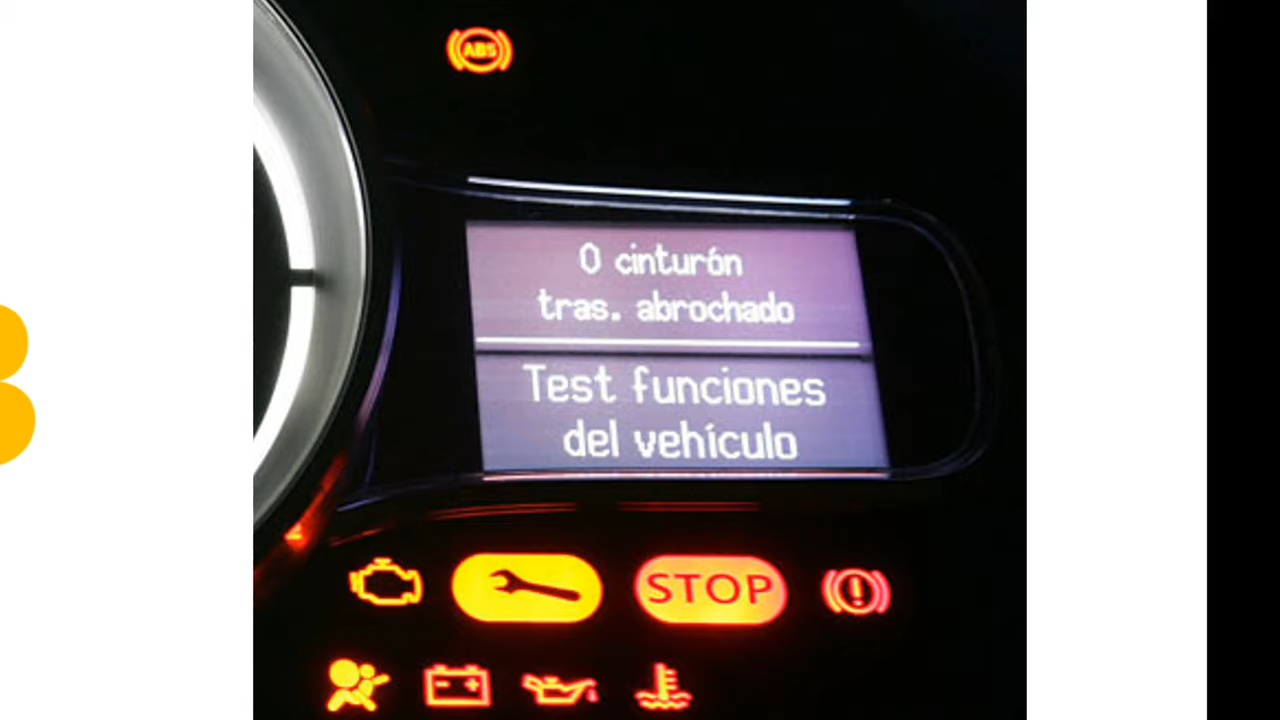 ABS
0 cinturón
tras. abrochado
Test funciones
del vehículo
STOP